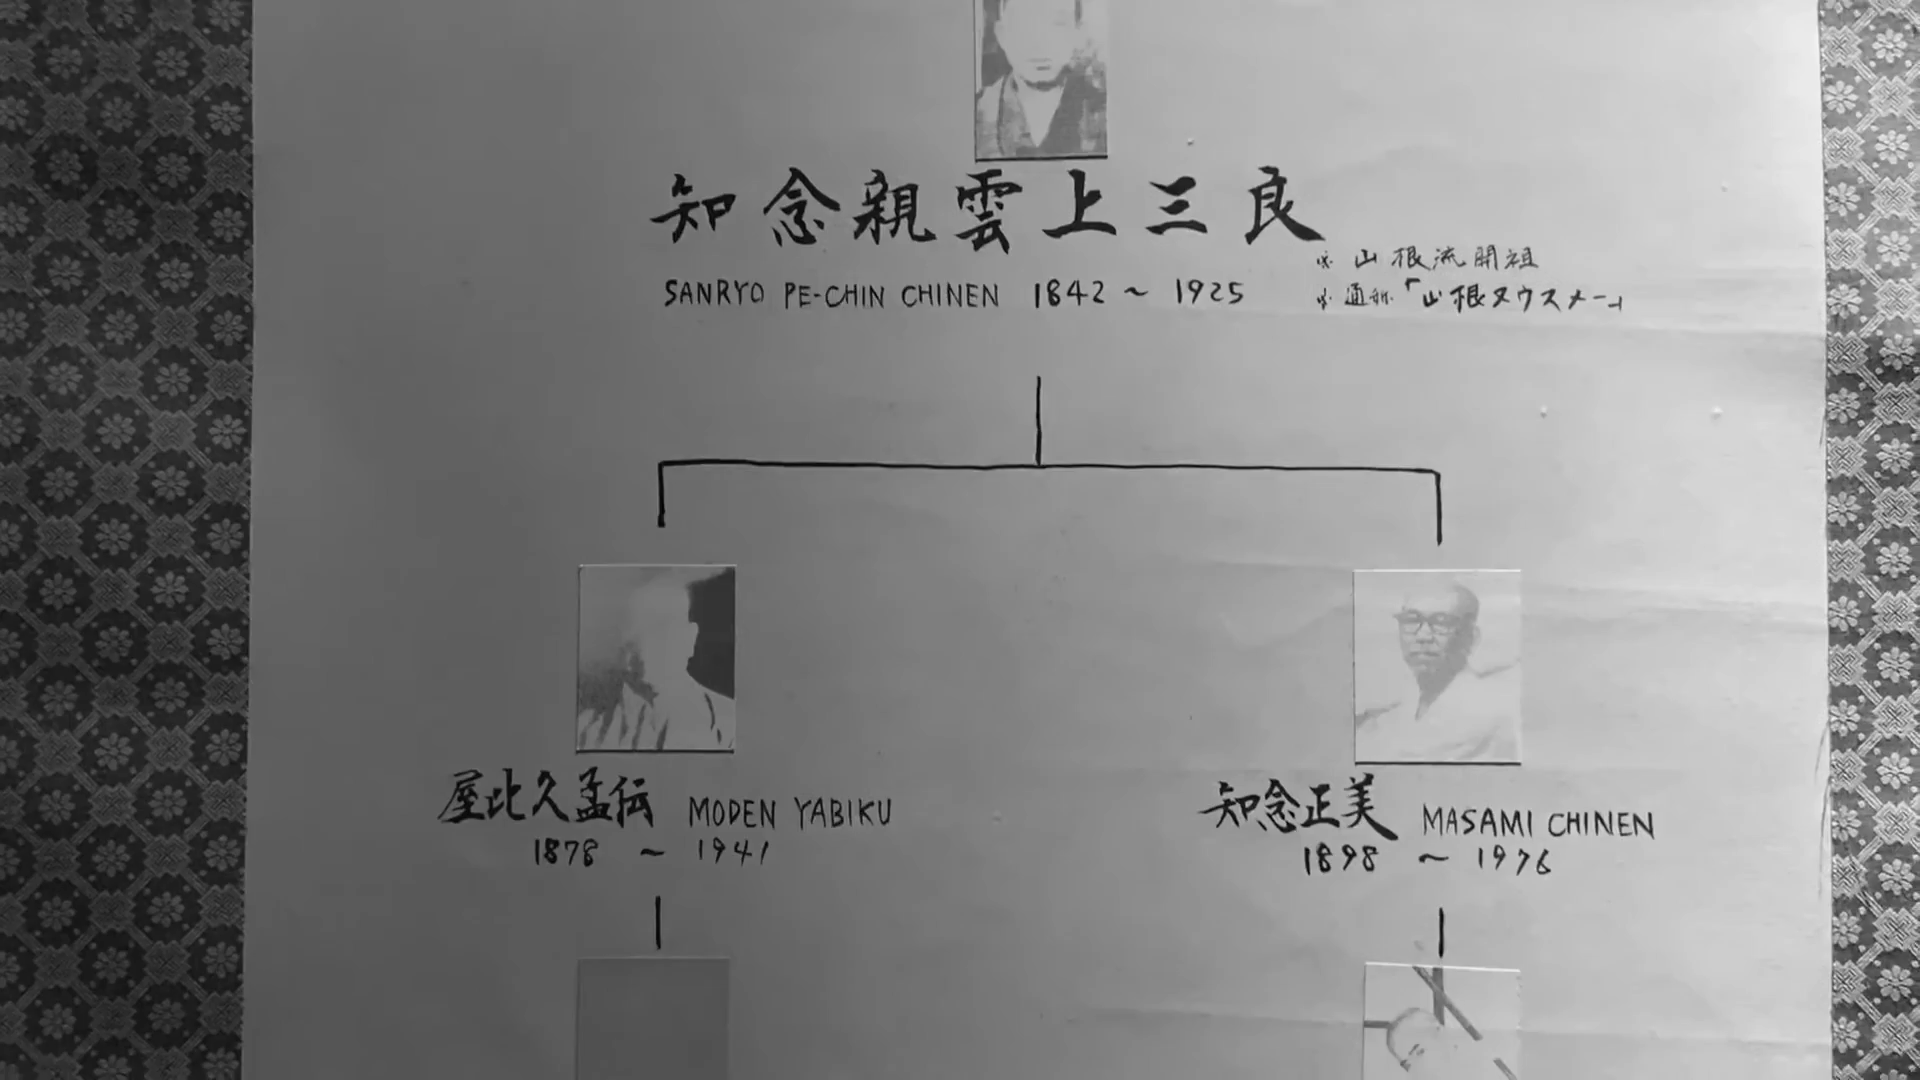 知念親雲上三良
※ 山根流開祖
SANRYO PE-CHIN CHINEN 1842 ~ 1925
※ 通称「山根ヌウスメー」
屋比久孟伝 MODEN YABIKU
1878 ~ 1941
知念正美 MASAMI CHINEN
1898 ~ 1976